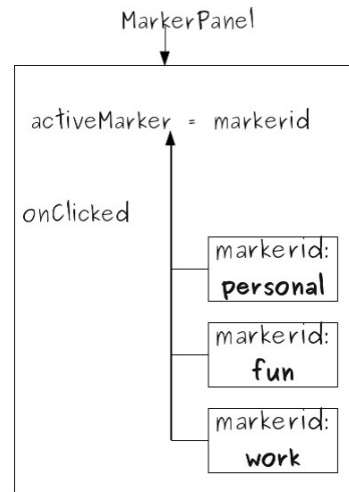 MarkerPanel
activeMarker = markerid
onClicked
markerid:
personal
markerid:
fun
markerid:
work